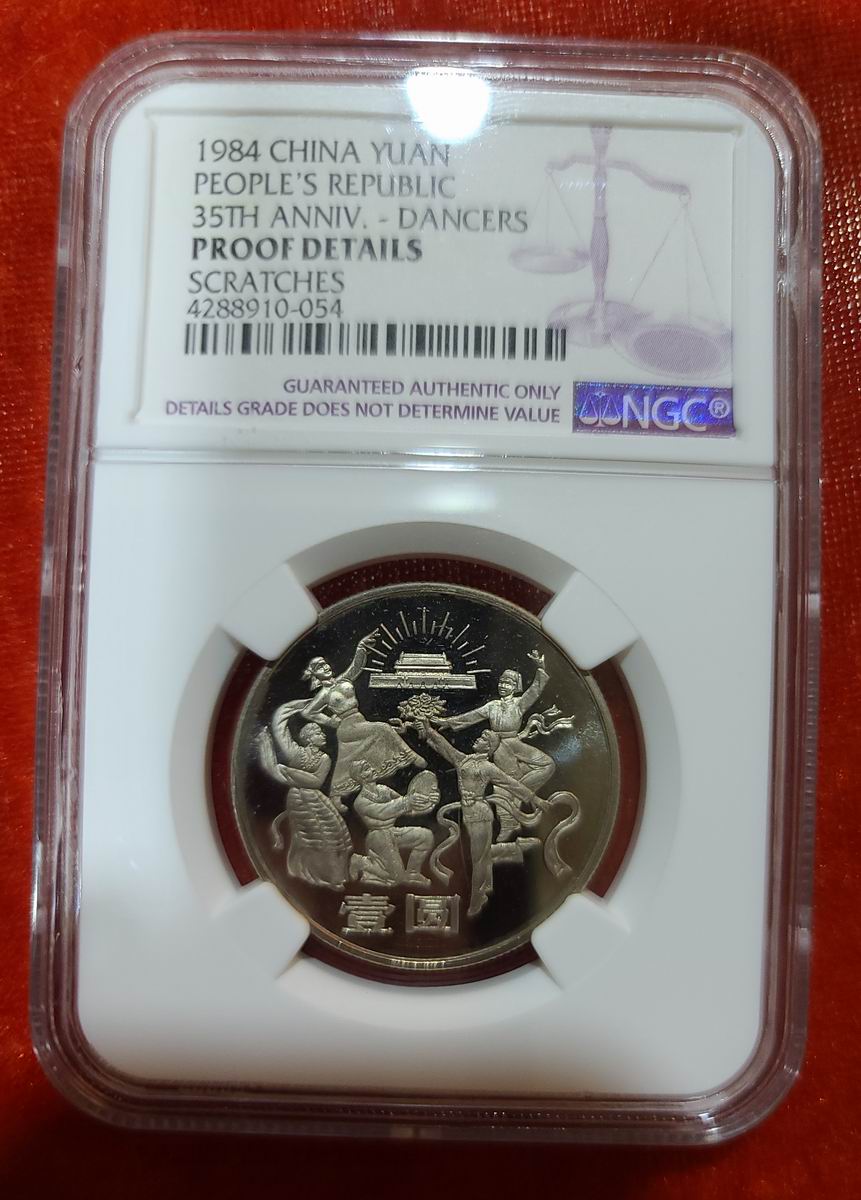 1984 CHINA YUAN
PEOPLE'S REPUBLIC
35TH ANNIV. - DANCERS
PROOF DETAILS
SCRATCHES
4288910-054
GUARANTEED AUTHENTIC ONLY
DETAILS GRADE DOES NOT DETERMINE VALUE
NGC®
壹圆